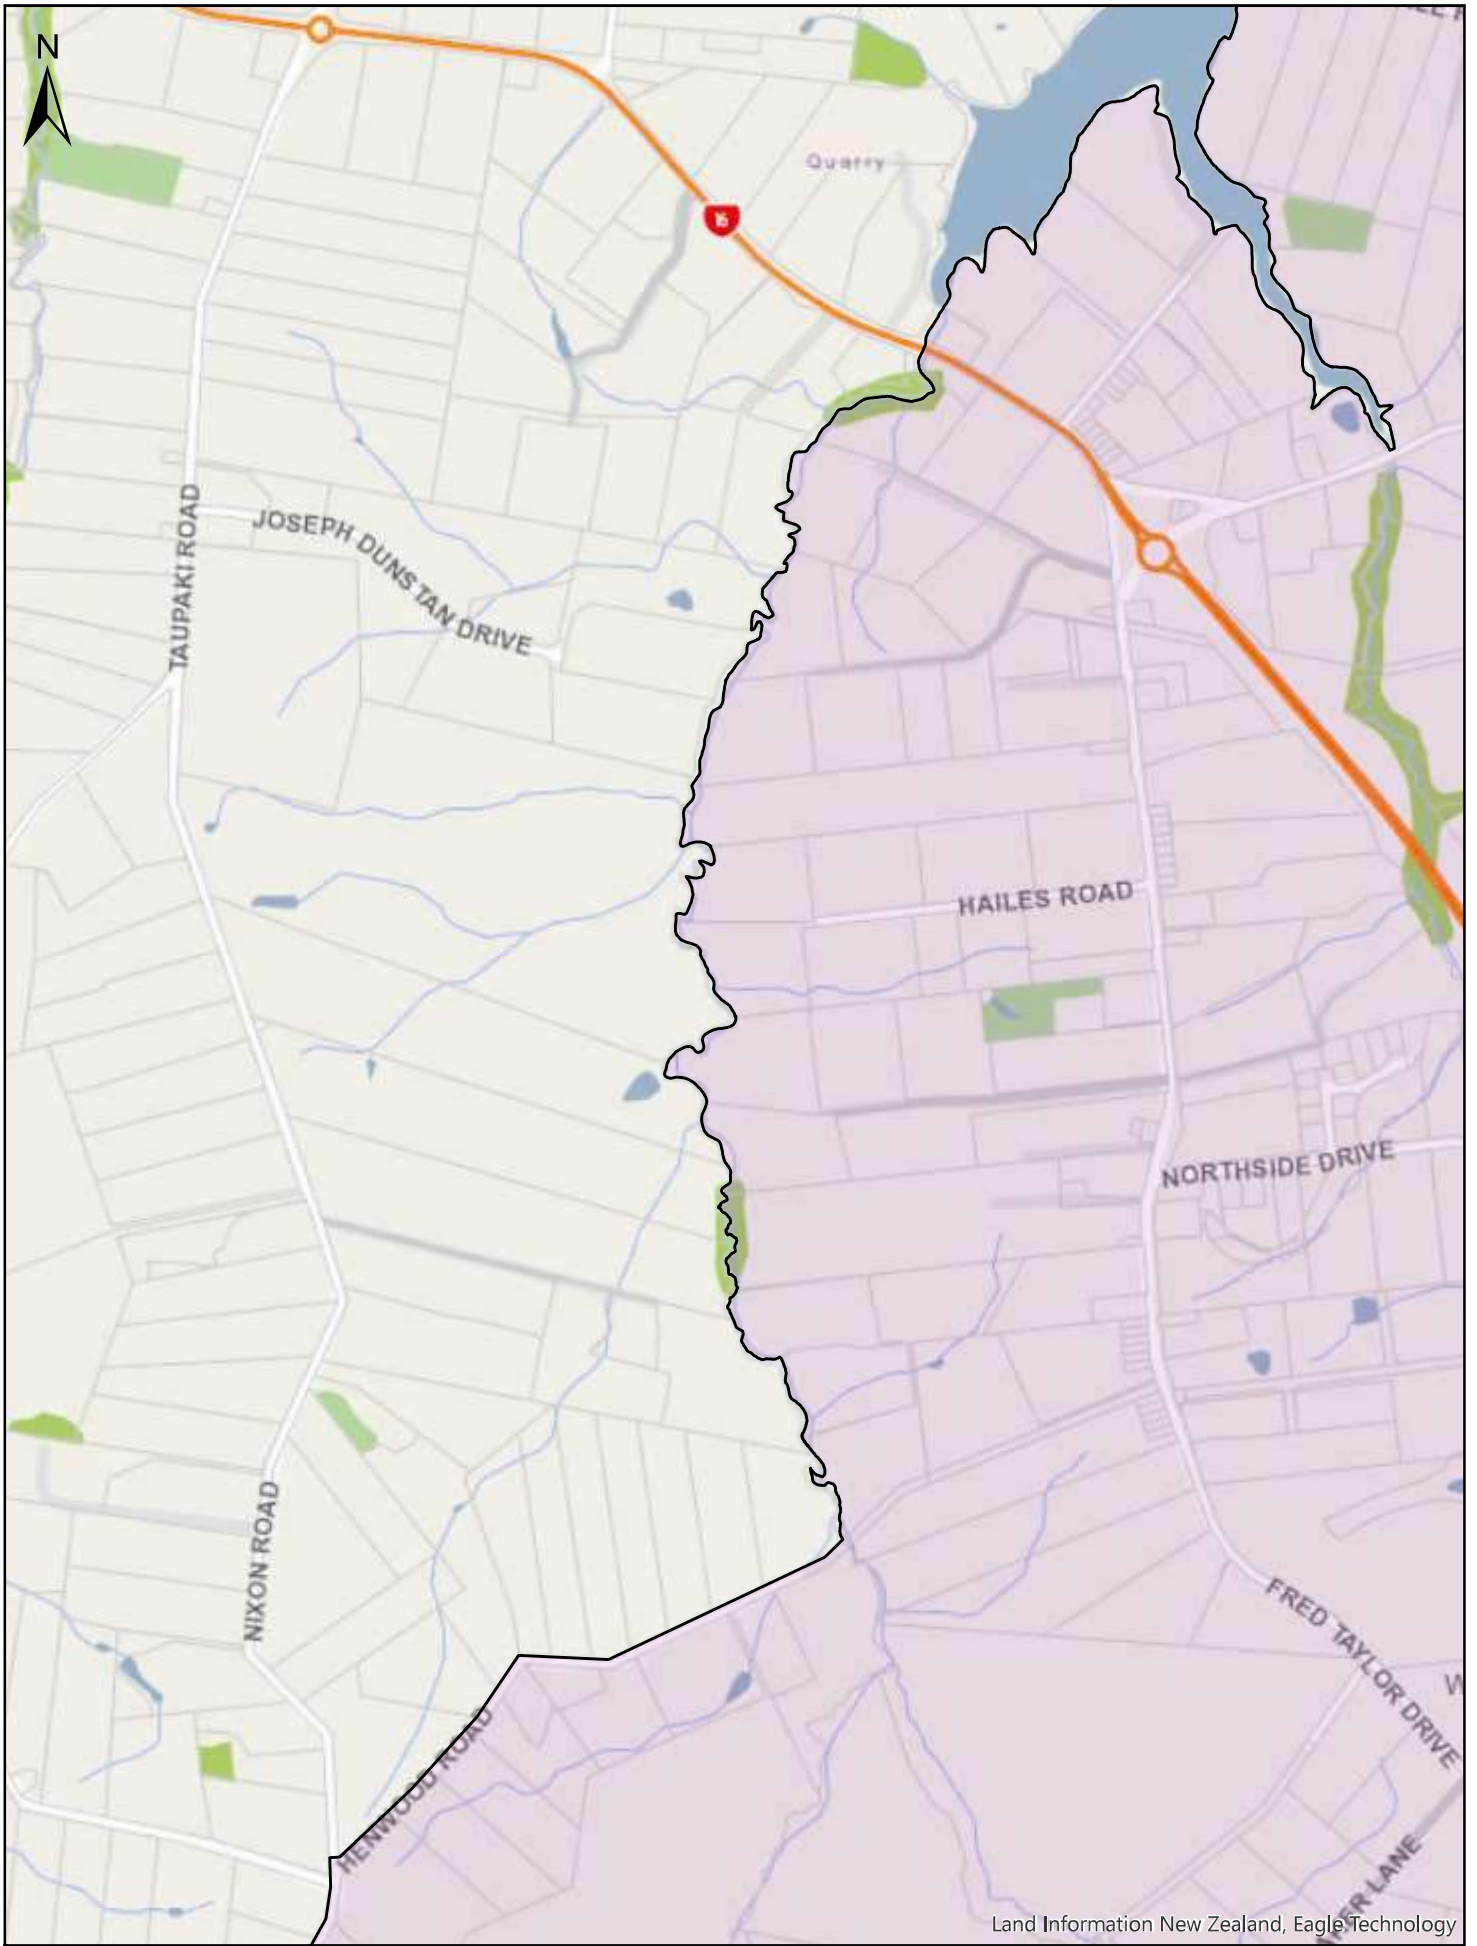 N
Quarry
16
TAUPAKI ROAD
JOSEPH DUNSTAN DRIVE
HAILES ROAD
NORTHSIDE DRIVE
NIXON ROAD
FRED TAYLOR DRIVE
W
HENWOOD ROAD
LANE
Land Information New Zealand, Eagle Technology